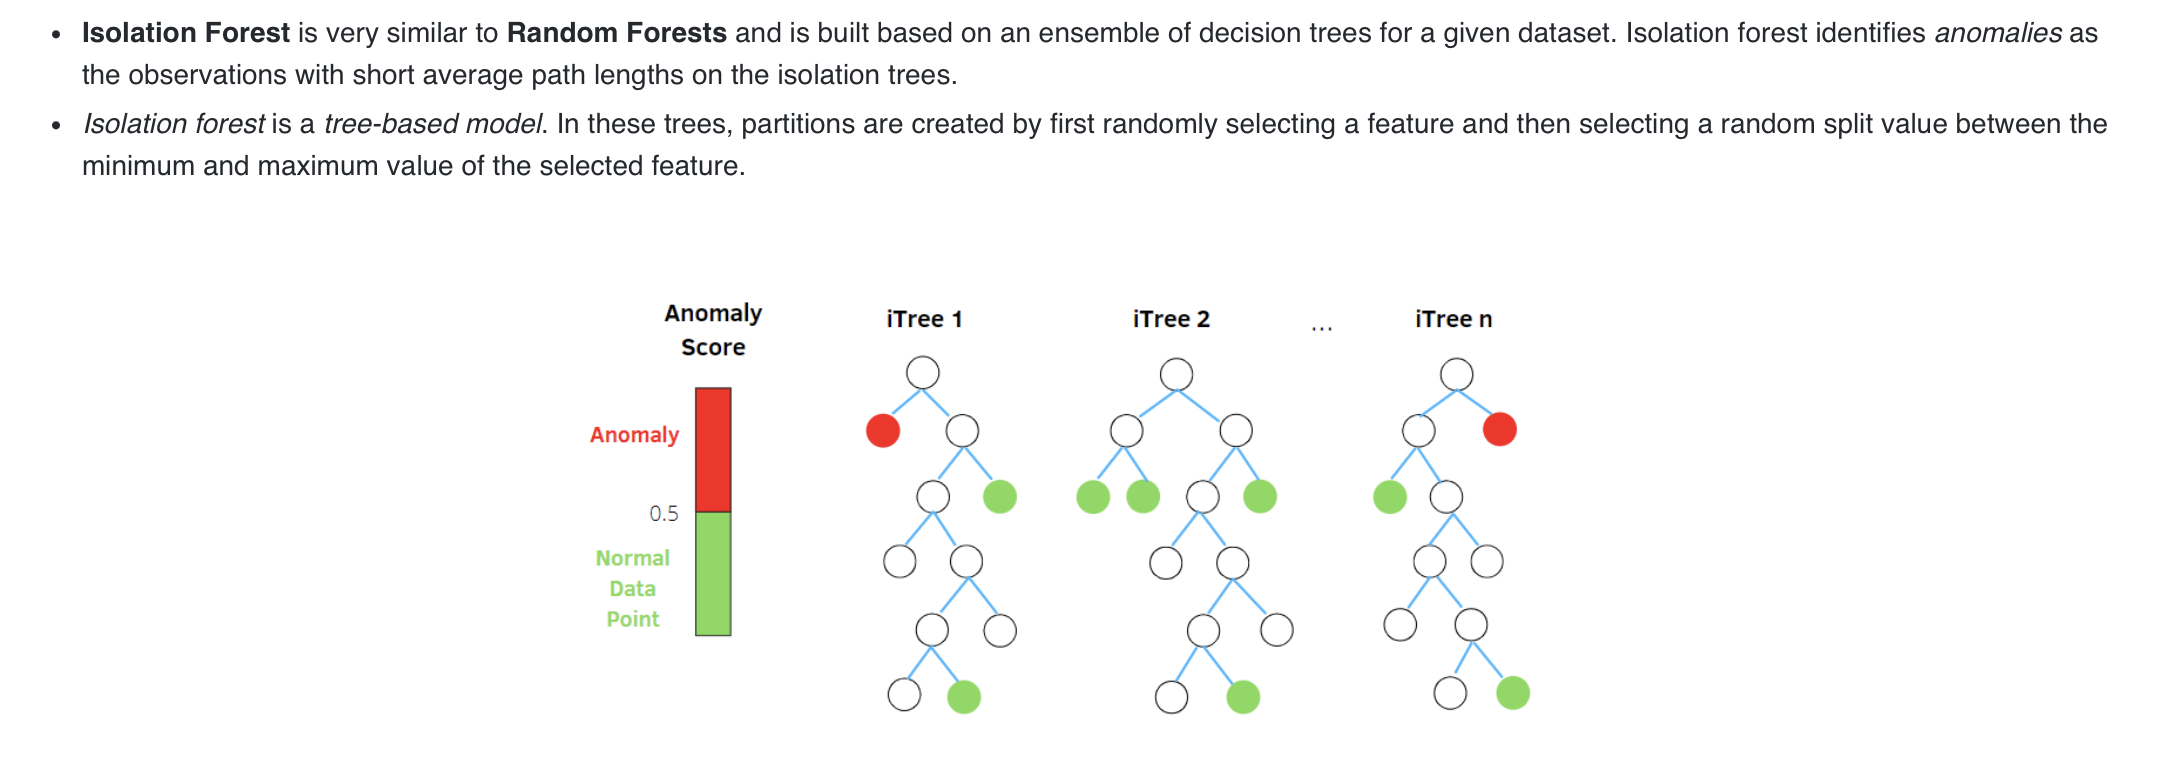 • Isolation Forest is very similar to Random Forests and is built based on an ensemble of decision trees for a given dataset. Isolation forest identifies anomalies as
the observations with short average path lengths on the isolation trees.
• Isolation forest is a tree-based model. In these trees, partitions are created by first randomly selecting a feature and then selecting a random split value between the
minimum and maximum value of the selected feature.
Anomaly
Score
iTree 1
iTree 2
...
iTree n
Anomaly
0.5
Normal
Data
Point